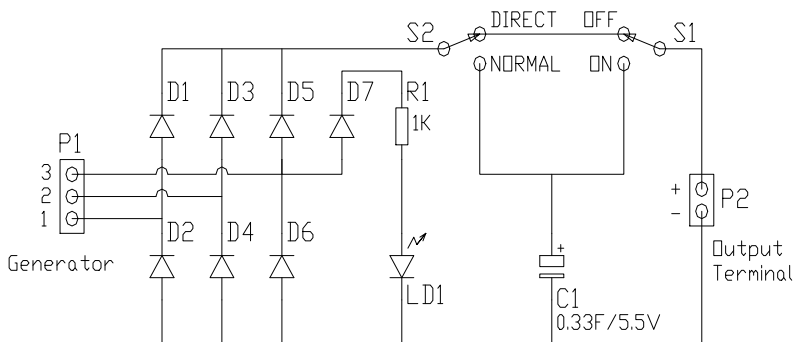 S2 DIRECT OFF S1
NORMAL ON
D1 D3 D5 D7 R1
1K
P1
3
2
1
Generator
D2 D4 D6
LD1
+
C1
0.33F/5.5V
+
-
P2
Output
Terminal